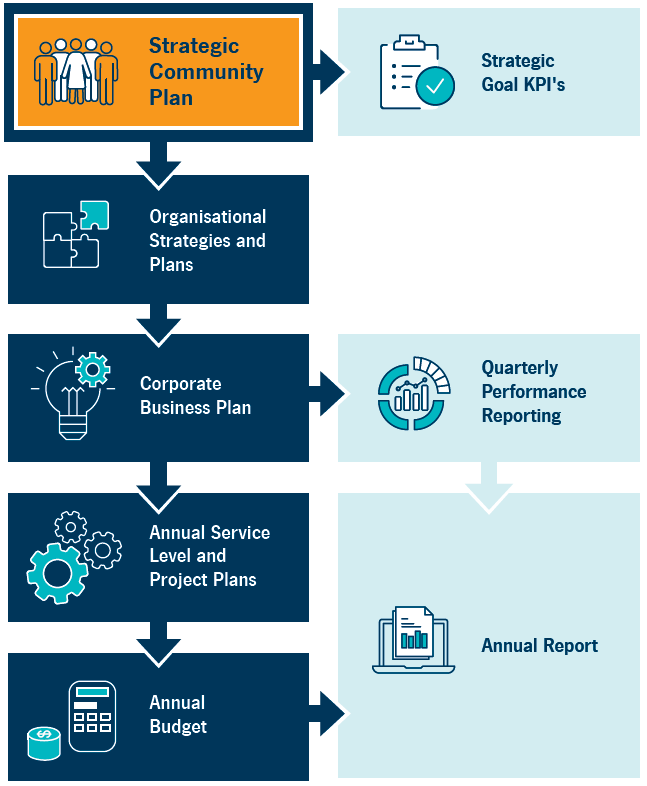 Strategic
Community
Plan
Strategic
Goal KPI's
Organisational
Strategies and
Plans
Corporate
Business Plan
Quarterly
Performance
Reporting
Annual Service
Level and
Project Plans
Annual Report
Annual
Budget
$